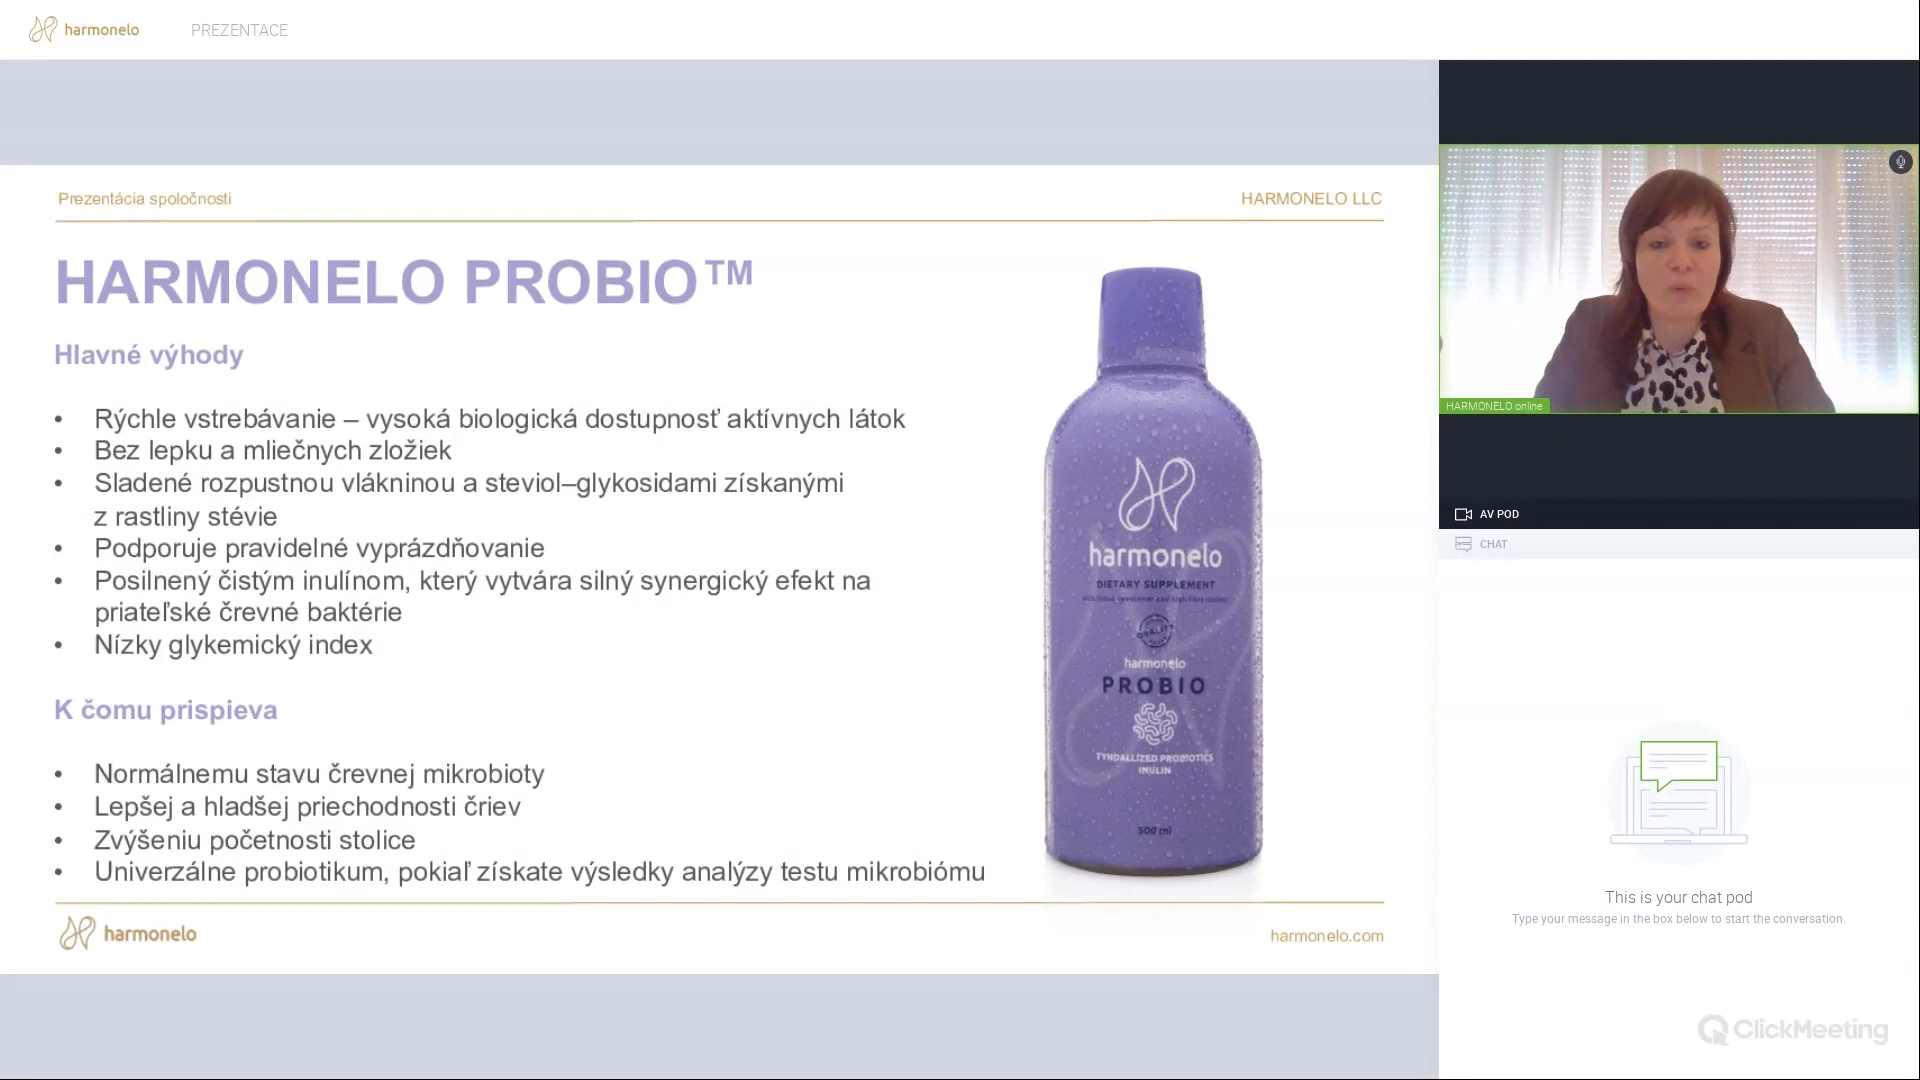 harmonelo
PREZENTACE
Prezentácia spoločnosti
HARMONELO LLC
HARMONELO PROBIO™
Hlavné výhody
• Rýchle vstrebávanie – vysoká biologická dostupnosť aktívnych látok
• Bez lepku a mliečnych zložiek
• Sladené rozpustnou vlákninou a steviol–glykosidami získanými
z rastliny stévie
• Podporuje pravidelné vyprázdňovanie
• Posilnený čistým inulínom, který vytvára silný synergický efekt na
priateľské črevné baktérie
• Nízky glykemický index
K čomu prispieva
• Normálnemu stavu črevnej mikrobioty
• Lepšej a hladšej priechodnosti čriev
• Zvýšeniu početnosti stolice
• Univerzálne probiotikum, pokiaľ získate výsledky analýzy testu mikrobiómu
harmonelo
DIETARY SUPPLEMENT
QUALITY
harmonelo
PROBIO
TYNDALLIZED PROBIOTICS
INULIN
500 ml
harmonelo
harmonelo.com
HARMONELO online
AV POD
CHAT
This is your chat pod
Type your message in the box below to start the conversation.
ClickMeeting